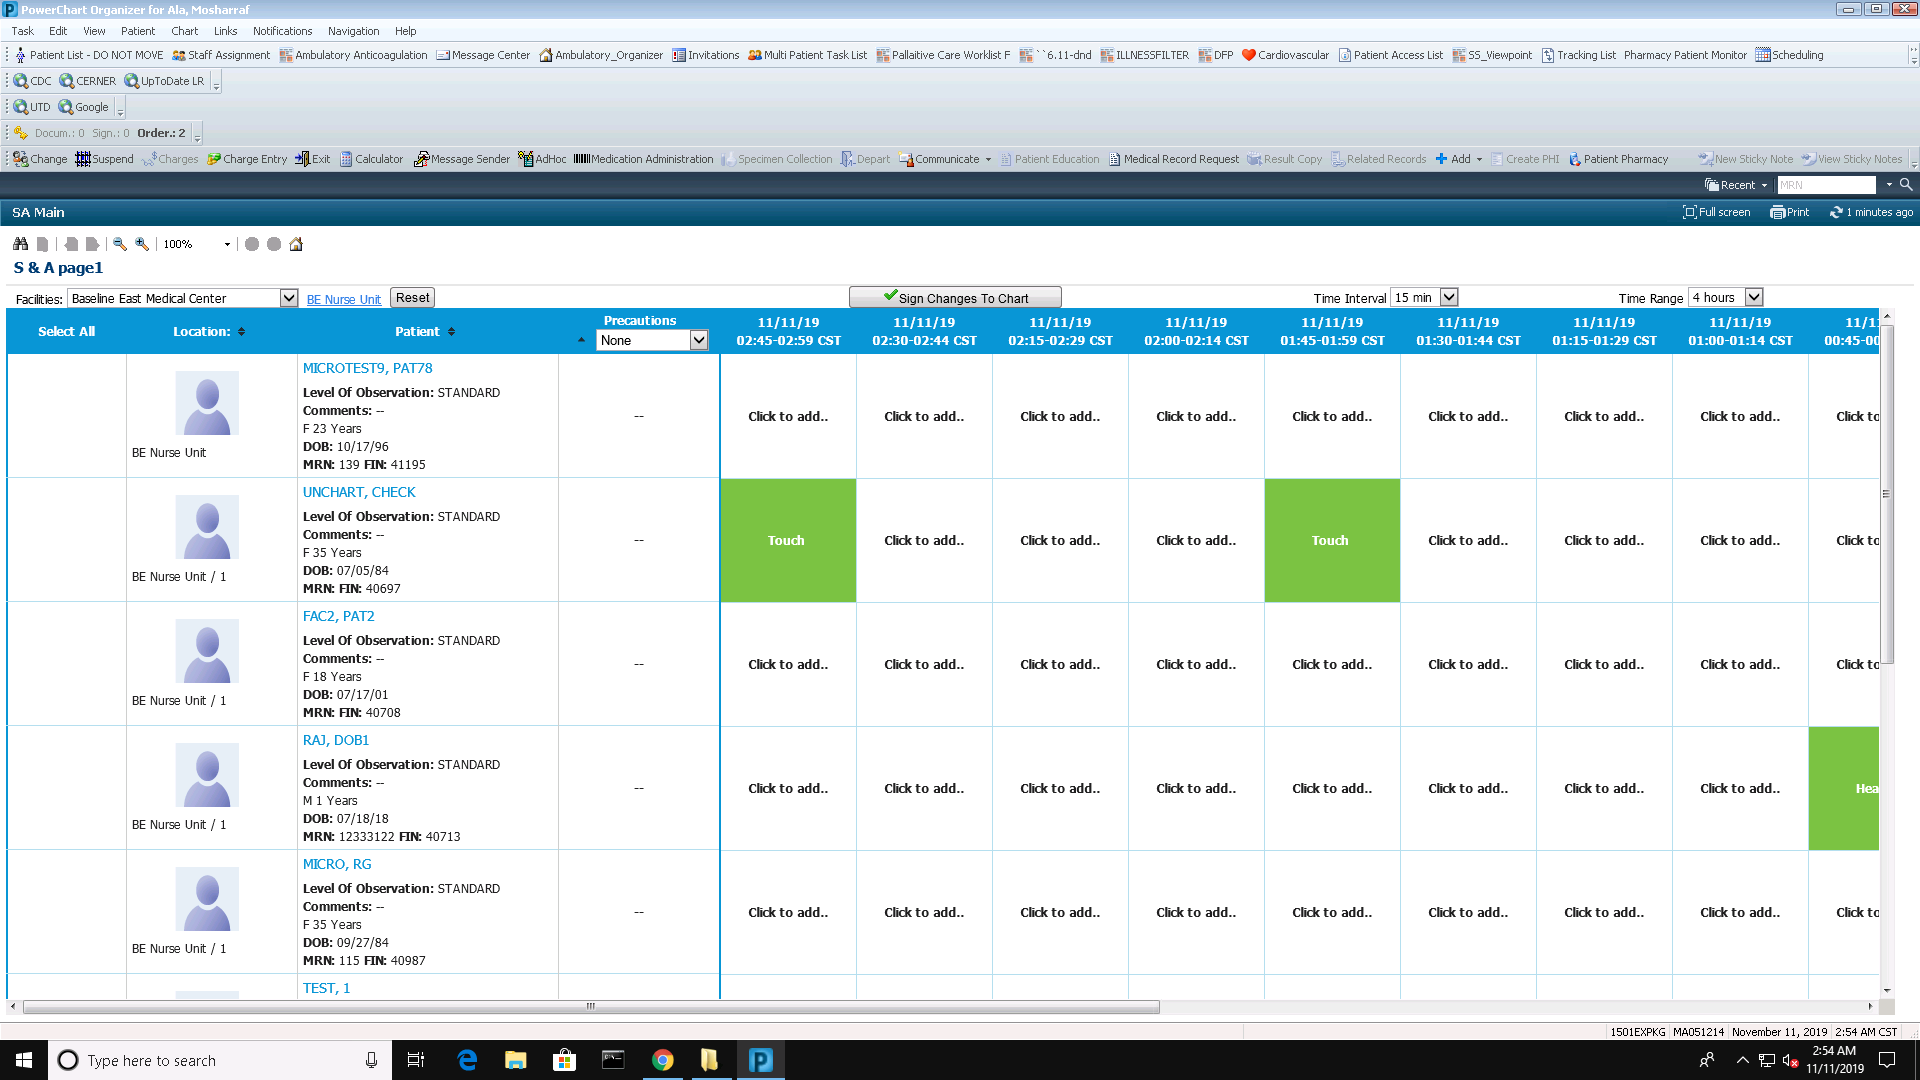 PowerChart Organizer for Ala, Mosharraf
Task Edit View Patient Chart Links Notifications Navigation Help
Patient List - DO NOT MOVE Staff Assignment Ambulatory Anticoagulation Message Center Ambulatory_Organizer Invitations Multi Patient Task List Pallaitive Care Worklist F ``6.11-dnd ILLNESSFILTER DFP Cardiovascular Patient Access List SS_Viewpoint Tracking List Pharmacy Patient Monitor Scheduling
CDC CERNER UpToDate LR
UTD Google
Docum.: 0 Sign.: 0 Order.: 2
Change Suspend Charges Charge Entry Exit Calculator Message Sender AdHoc Medication Administration Specimen Collection Depart Communicate Patient Education Medical Record Request Result Copy Related Records Add Create PHI Patient Pharmacy New Sticky Note View Sticky Notes
Recent MRN
SA Main Full screen Print 1 minutes ago
100%
S & A page1
Facilities: Baseline East Medical Center BE Nurse Unit Reset Sign Changes To Chart Time Interval 15 min Time Range 4 hours
Select All Location: Patient Precautions None
11/11/19 11/11/19 11/11/19 11/11/19 11/11/19 11/11/19 11/11/19 11/11/19 11/1
02:45-02:59 CST 02:30-02:44 CST 02:15-02:29 CST 02:00-02:14 CST 01:45-01:59 CST 01:30-01:44 CST 01:15-01:29 CST 01:00-01:14 CST 00:45-00
MICROTEST9, PAT78
Level Of Observation: STANDARD
Comments: --
F 23 Years
DOB: 10/17/96
MRN: 139 FIN: 41195
BE Nurse Unit
-- Click to add.. Click to add.. Click to add.. Click to add.. Click to add.. Click to add.. Click to add.. Click to add.. Click to
UNCHART, CHECK
Level Of Observation: STANDARD
Comments: --
F 35 Years
DOB: 07/05/84
MRN: FIN: 40697
BE Nurse Unit / 1
-- Touch Click to add.. Click to add.. Click to add.. Touch Click to add.. Click to add.. Click to add.. Click to
FAC2, PAT2
Level Of Observation: STANDARD
Comments: --
F 18 Years
DOB: 07/17/01
MRN: FIN: 40708
BE Nurse Unit / 1
-- Click to add.. Click to add.. Click to add.. Click to add.. Click to add.. Click to add.. Click to add.. Click to add.. Click to
RAJ, DOB1
Level Of Observation: STANDARD
Comments: --
M 1 Years
DOB: 07/18/18
MRN: 12333122 FIN: 40713
BE Nurse Unit / 1
-- Click to add.. Click to add.. Click to add.. Click to add.. Click to add.. Click to add.. Click to add.. Click to add.. Hea
MICRO, RG
Level Of Observation: STANDARD
Comments: --
F 35 Years
DOB: 09/27/84
MRN: 115 FIN: 40987
BE Nurse Unit / 1
-- Click to add.. Click to add.. Click to add.. Click to add.. Click to add.. Click to add.. Click to add.. Click to add.. Click to
TEST, 1
1501EXPKG MA051214 November 11, 2019 2:54 AM CST
Type here to search
2:54 AM
11/11/2019